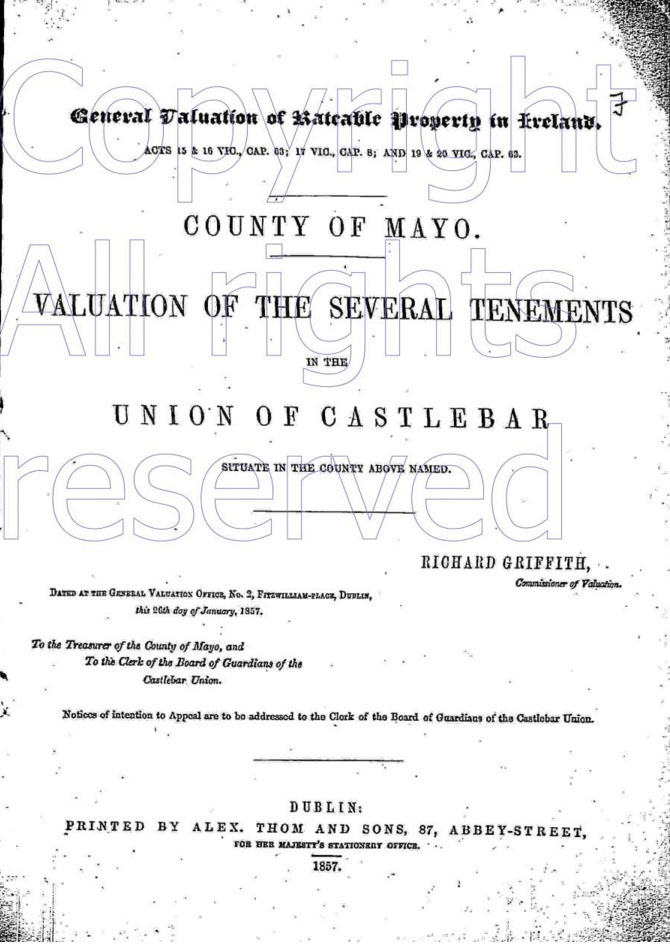 General Valuation of Rateable Property in Ireland.
7
ACTS 15 & 16 VIC., CAP. 63; 17 VIC., CAP. 8; AND 19 & 20 VIC., CAP. 63.
COUNTY OF MAYO.
VALUATION OF THE SEVERAL TENEMENTS
IN THE
UNION OF CASTLEBAR
SITUATE IN THE COUNTY ABOVE NAMED.
RICHARD GRIFFITH,
Commissioner of Valuation.
DATED AT THE GENERAL VALUATION OFFICE, No. 2, FITZWILLIAM-PLACE, DUBLIN,
this 26th day of January, 1857.
To the Treasurer of the County of Mayo, and
To the Clerk of the Board of Guardians of the
Castlebar Union.
Notices of intention to Appeal are to be addressed to the Clerk of the Board of Guardians of the Castlebar Union.
DUBLIN:
PRINTED BY ALEX. THOM AND SONS, 87, ABBEY-STREET,
FOR HER MAJESTY'S STATIONERY OFFICE.
1857.
Copyright
All rights
reserved